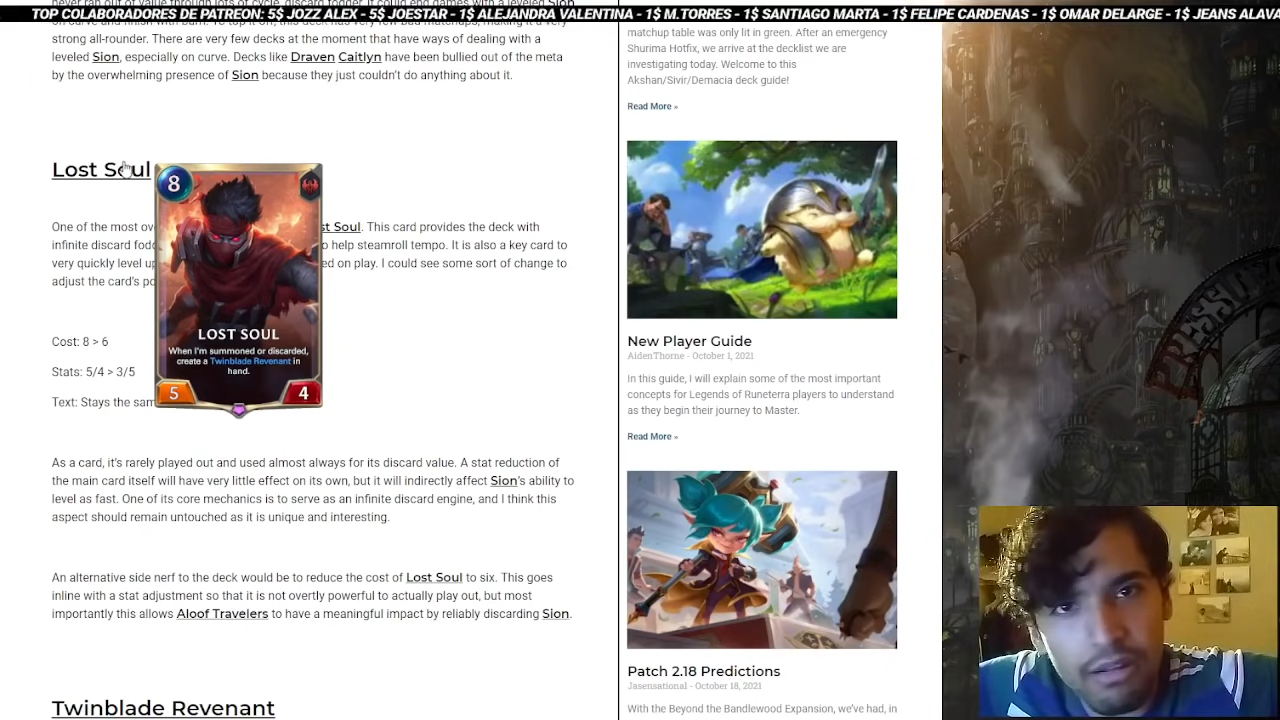 TOP COLABORADORES DE PATREON: 5$ JOZZ ALEX - 5$ JOESTAR - 1$ ALEJANDRA VALENTINA - 1$ M.TORRES - 1$ SANTIAGO MARTA - 1$ FELIPE CARDENAS - 1$ OMAR DELARGE - 1$ JEANS ALAVA
strong all-rounder. There are very few decks at the moment that have ways of dealing with a
leveled Sion, especially on curve. Decks like Draven Caitlyn have been bullied out of the meta
by the overwhelming presence of Sion because they just couldn't do anything about it.
Lost Soul
One of the most
st Soul. This card provides the deck with
infinite discard
o help steamroll tempo. It is also a key card to
very quickly level up
ed on play. I could see some sort of change to
adjust the card's
Cost: 8 > 6
Stats: 5/4 > 3/5
Text: Stays the
8
LOST SOUL
When I'm summoned or discarded,
create a Twinblade Revenant in
hand.
5
4
As a card, it's rarely played out and used almost always for its discard value. A stat reduction of
the main card itself will have very little effect on its own, but it will indirectly affect Sion's ability to
level as fast. One of its core mechanics is to serve as an infinite discard engine, and I think this
aspect should remain untouched as it is unique and interesting.
An alternative side nerf to the deck would be to reduce the cost of Lost Soul to six. This goes
inline with a stat adjustment so that it is not overtly powerful to actually play out, but most
importantly this allows Aloof Travelers to have a meaningful impact by reliably discarding Sion.
Twinblade Revenant
matchup table was only lit in green. After an emergency
Shurima Hotfix, we arrive at the decklist we are
investigating today. Welcome to this
Akshan/Sivir/Demacia deck guide!
Read More »
New Player Guide
AidenThorne - October 1, 2021
In this guide, I will explain some of the most important
concepts for Legends of Runeterra players to understand
as they begin their journey to Master.
Read More »
Patch 2.18 Predictions
Jasensational - October 18, 2021
With the Beyond the Bandlewood Expansion, we've had, in